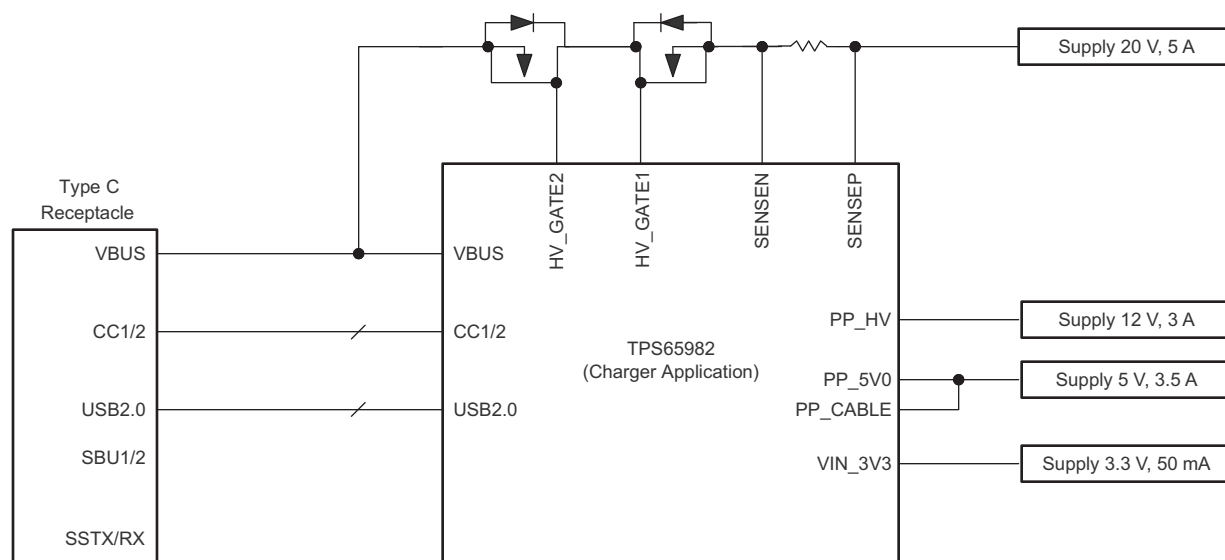 Supply 20 V, 5 A
HV_GATE2
HV_GATE1
SENSEN
SENSEP
Type C
Receptacle
VBUS
VBUS
CC1/2
CC1/2
TPS65982
(Charger Application)
PP_HV
Supply 12 V, 3 A
PP_5V0
Supply 5 V, 3.5 A
USB2.0
USB2.0
PP_CABLE
SBU1/2
VIN_3V3
Supply 3.3 V, 50 mA
SSTX/RX